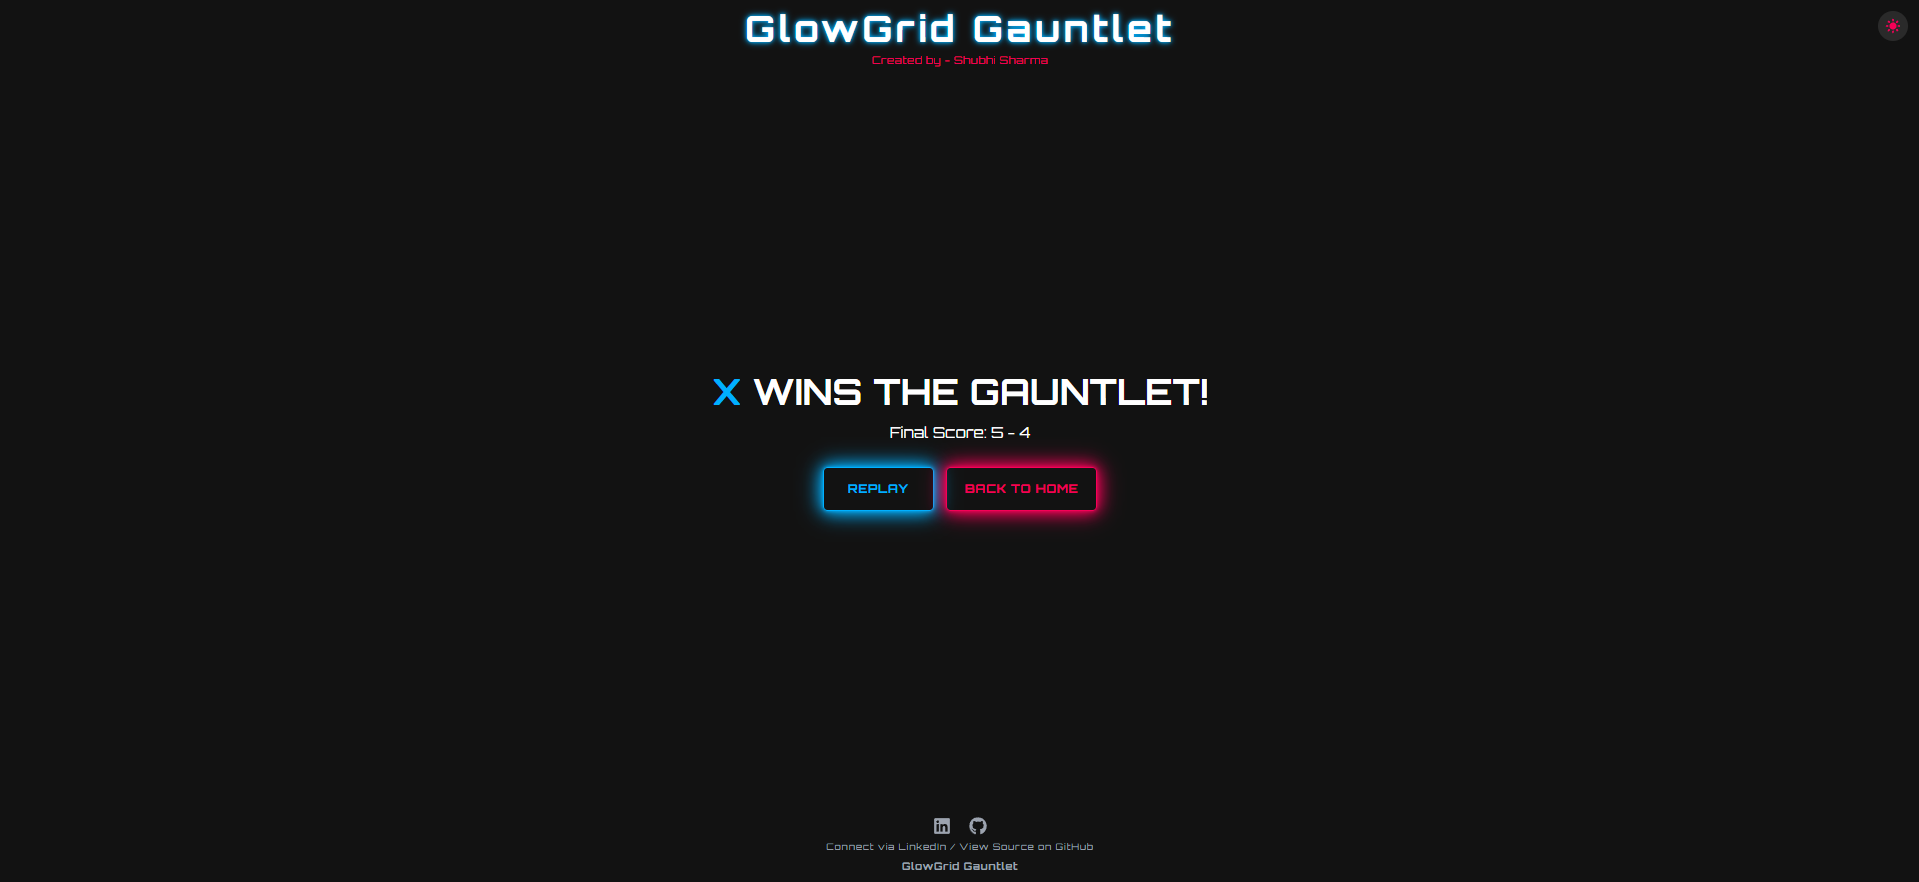 GlowGrid Gauntlet
Created by - Shubhi Sharma
X WINS THE GAUNTLET!
Final Score: 5 - 4
REPLAY
BACK TO HOME
Connect via LinkedIn / View Source on GitHub
GlowGrid Gauntlet